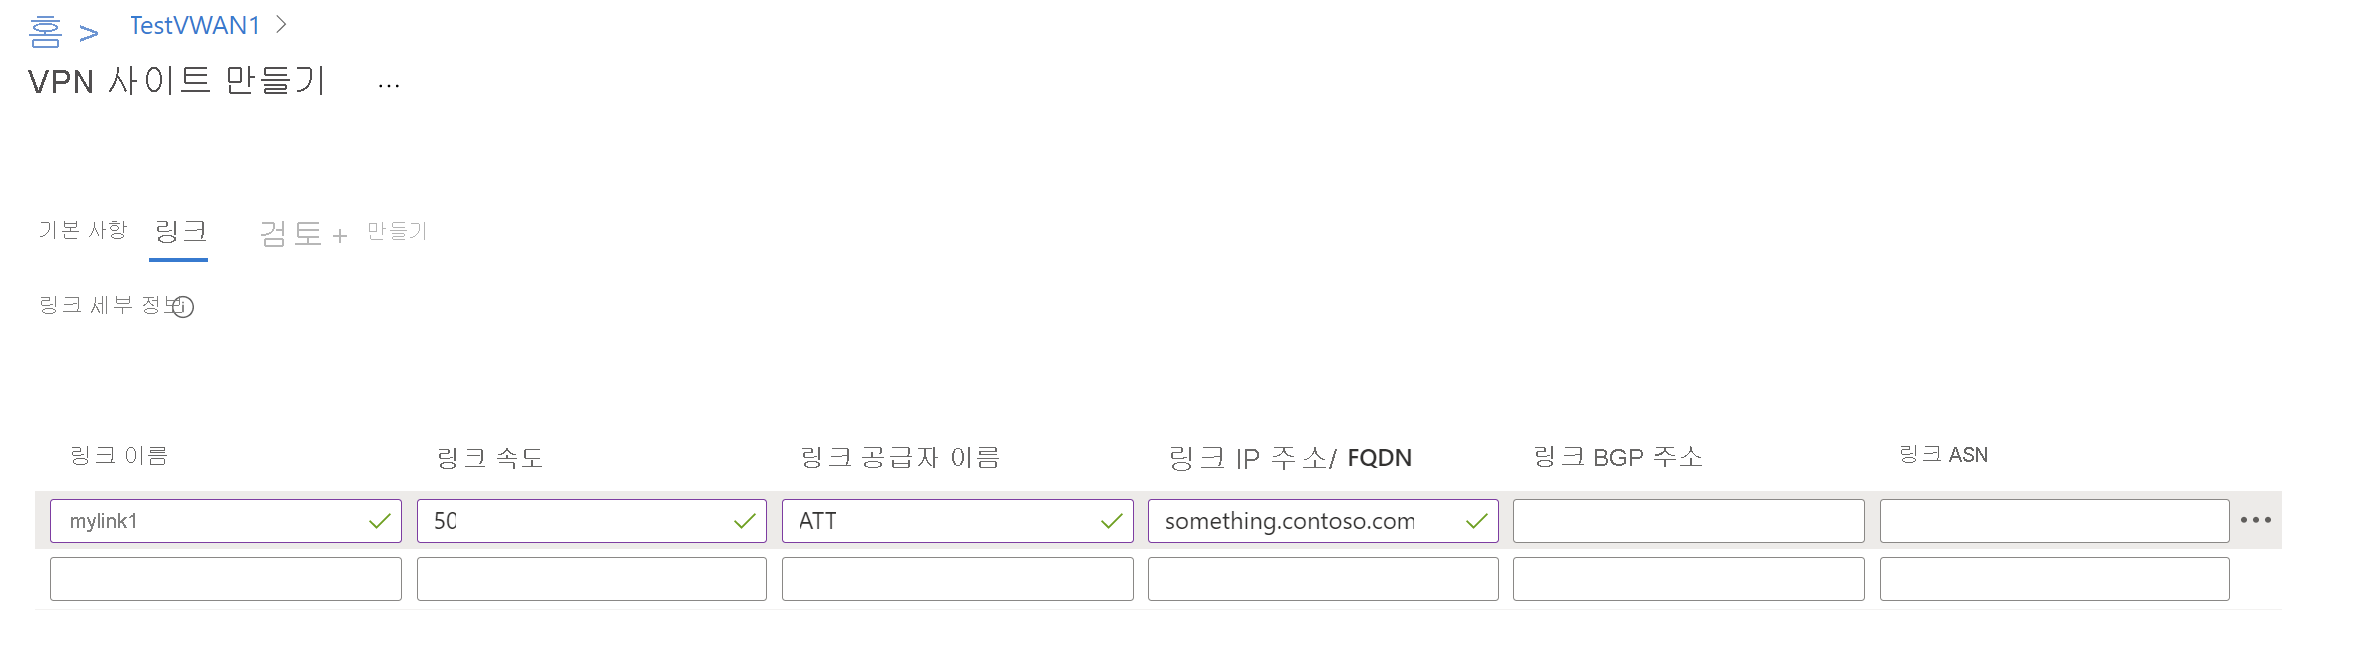 홈 > TestVWAN1 >
VPN 사이트 만들기 ...
기본 사항 링크 검토 + 만들기
링크 세부 정보
링크 이름 링크 속도 링크 공급자 이름 링크 IP 주소/ FQDN 링크 BGP 주소 링크 ASN
mylink1 50 ATT something.contoso.com